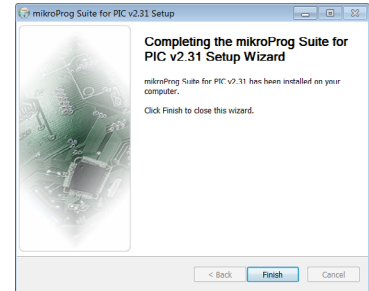 mikroProg Suite for PIC v2.31 Setup
Completing the mikroProg Suite for
PIC v2.31 Setup Wizard
mikroProg Suite for PIC v2.31 has been installed on your
computer.
Click Finish to close this wizard.
< Back Finish Cancel